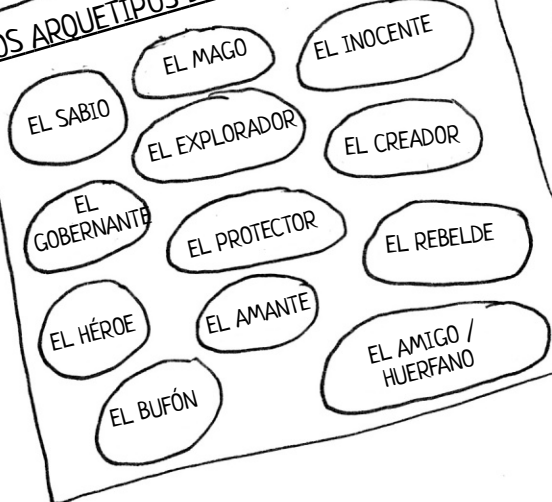 OS ARQUETIPOS
EL MAGO
EL INOCENTE
EL SABIO
EL EXPLORADOR
EL CREADOR
EL
GOBERNANTE
EL PROTECTOR
EL REBELDE
EL HÉROE
EL AMANTE
EL AMIGO /
HUERFANO
EL BUFÓN